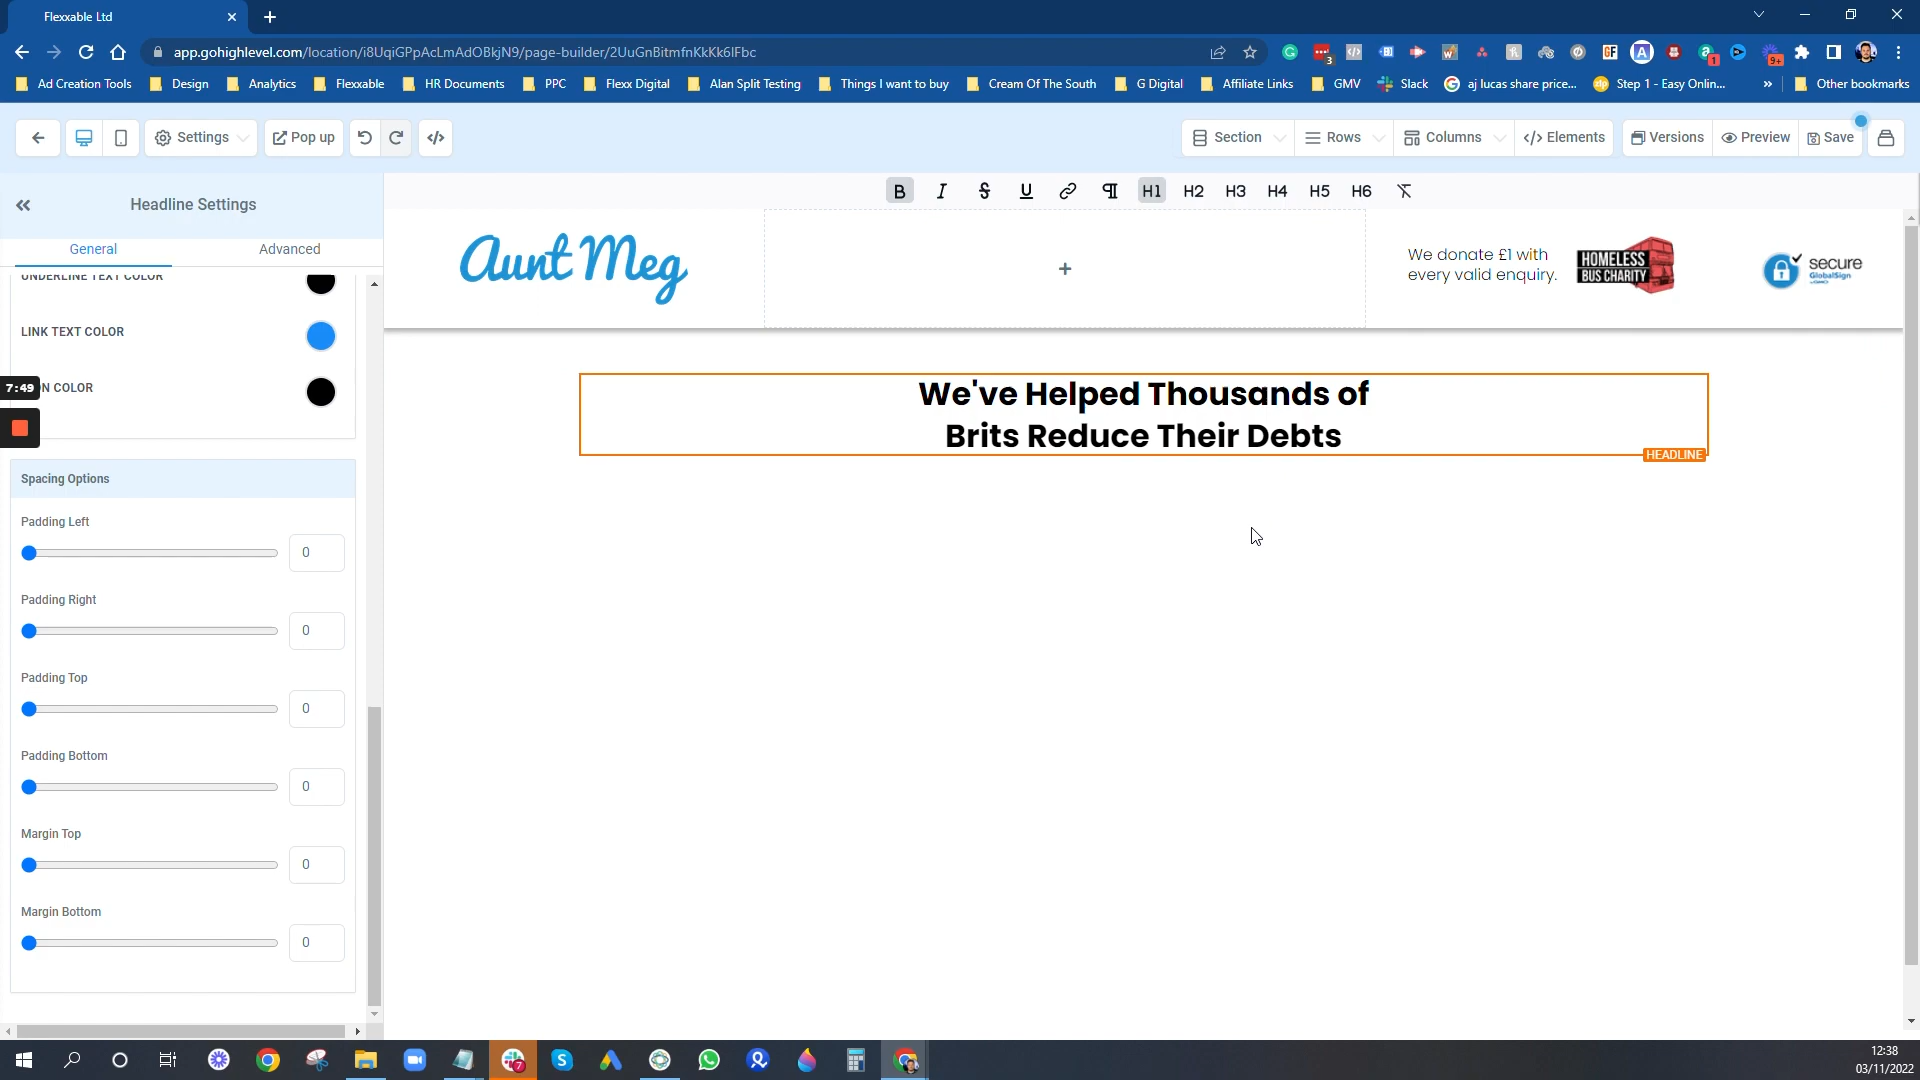 Flexxable Ltd
app.gohighlevel.com/location/i8UqiGPpAcLmAdOBkjN9/page-builder/2UuGnBitmfnKkKk6IFbc
3
9+
1
Ad Creation Tools
Design
Analytics
Flexxable
HR Documents
PPC
Flexx Digital
Alan Split Testing
Things I want to buy
Cream Of The South
G Digital
Affiliate Links
GMV
Slack
aj lucas share price...
Step 1 - Easy Onlin...
»
Other bookmarks
Settings
Pop up
Section
Rows
Columns
Elements
Versions
Preview
Save
Headline Settings
General
Advanced
B I S U H1 H2 H3 H4 H5 H6
UNDERLINE TEXT COLOR
LINK TEXT COLOR
N COLOR
7:49
Spacing Options
Padding Left
0
Padding Right
0
Padding Top
0
Padding Bottom
0
Margin Top
0
Margin Bottom
0
Aunt Meg
+
We donate £1 with
every valid enquiry.
HOMELESS
BUS CHARITY
secure
GlobalSign
We've Helped Thousands of
Brits Reduce Their Debts
HEADLINE
7
12:38
03/11/2022